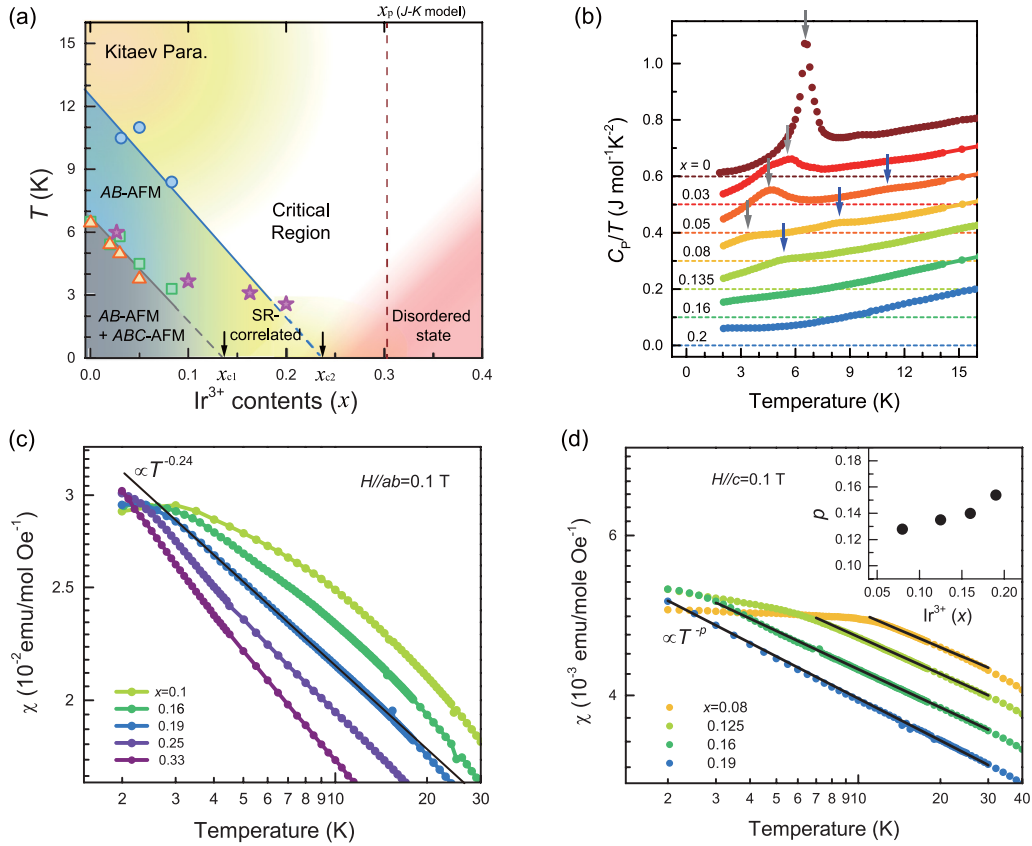 (a)
x_p (J-K model)
Kitaev Para.
AB-AFM
Critical
Region
AB-AFM
+ ABC-AFM
SR-
correlated
Disordered
state
x_c1
x_c2
T (K)
15
12
9
6
3
0
0.0 0.1 0.2 0.3 0.4
Ir³⁺ contents (x)
(b)
C_P/T (J mol⁻¹K⁻²)
1.0
0.8
0.6
0.4
0.2
0.0
x = 0
0.03
0.05
0.08
0.135
0.16
0.2
0 3 6 9 12 15
Temperature (K)
(c)
∝T^-0.24
H//ab=0.1 T
χ (10⁻² emu/mol Oe⁻¹)
3
2.5
2
x=0.1
0.16
0.19
0.25
0.33
2 3 4 5 6 7 8 9 10 20 30
Temperature (K)
(d)
H//c=0.1 T
χ (10⁻³ emu/mole Oe⁻¹)
6
4
p
0.18
0.16
0.14
0.12
0.10
0.05 0.10 0.15 0.20
Ir³⁺ (x)
∝T^-p
x=0.08
0.125
0.16
0.19
2 3 4 5 6 7 8 9 10 20 30 40
Temperature (K)